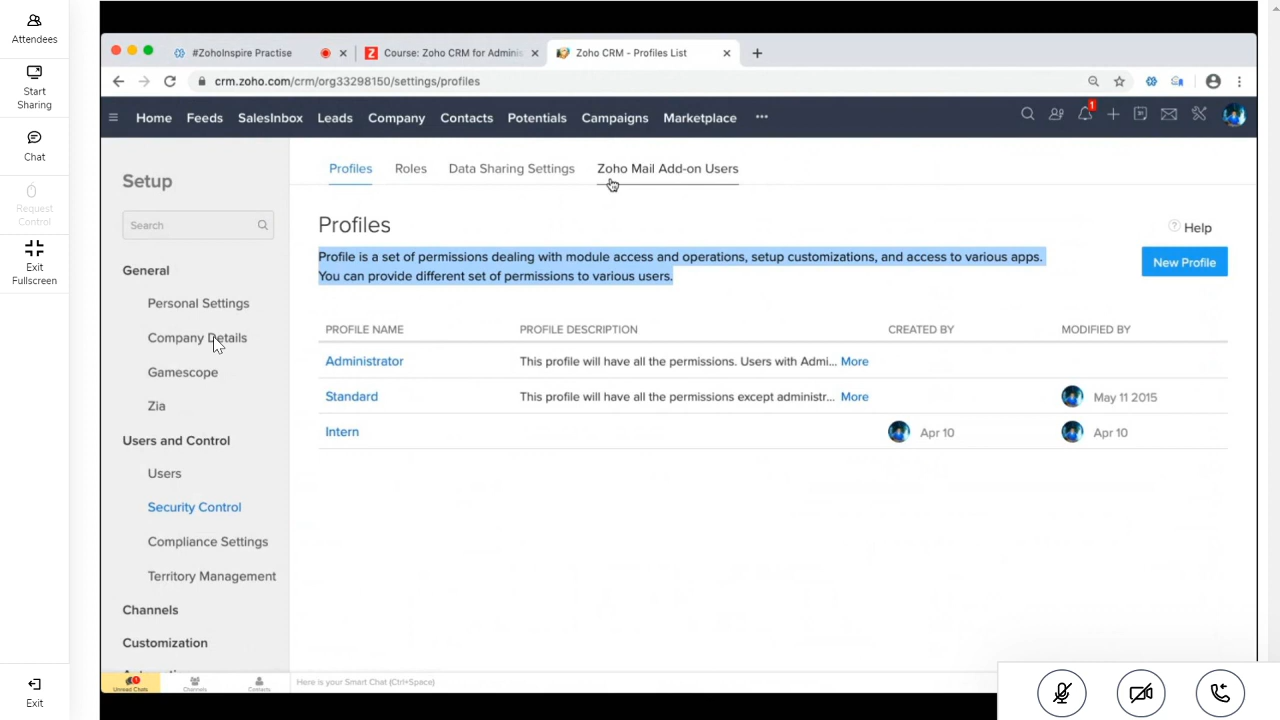 Attendees
Start
Sharing
Chat
Request
Control
Exit
Fullscreen
Exit
#ZohoInspire Practise
Course: Zoho CRM for Adminis
Zoho CRM - Profiles List
crm.zoho.com/crm/org33298150/settings/profiles
Home Feeds SalesInbox Leads Company Contacts Potentials Campaigns Marketplace ···
1
Setup
Search
General
Personal Settings
Company Details
Gamescope
Zia
Users and Control
Users
Security Control
Compliance Settings
Territory Management
Channels
Customization
Profiles Roles Data Sharing Settings Zoho Mail Add-on Users
Profiles
Help
Profile is a set of permissions dealing with module access and operations, setup customizations, and access to various apps.
You can provide different set of permissions to various users.
New Profile
PROFILE NAME PROFILE DESCRIPTION CREATED BY MODIFIED BY
Administrator This profile will have all the permissions. Users with Admi... More
Standard This profile will have all the permissions except administr... More May 11 2015
Intern Apr 10 Apr 10
Unread Chats Channels Contacts Here is your Smart Chat (Ctrl+Space)